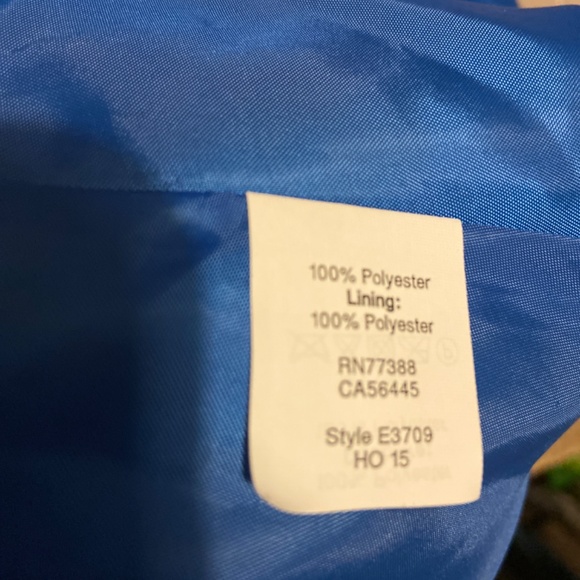 100% Polyester
Lining:
100% Polyester
RN77388
CA56445
Style E3709
HO 15